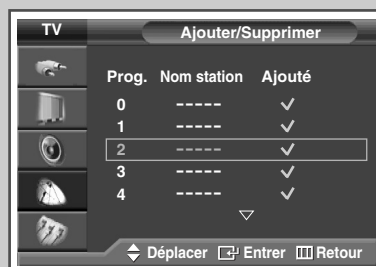 TV
Ajouter/Supprimer
Prog. Nom station Ajouté
0 ----- ✓
1 ----- ✓
2 ----- ✓
3 ----- ✓
4 ----- ✓
Déplacer Entrer Retour